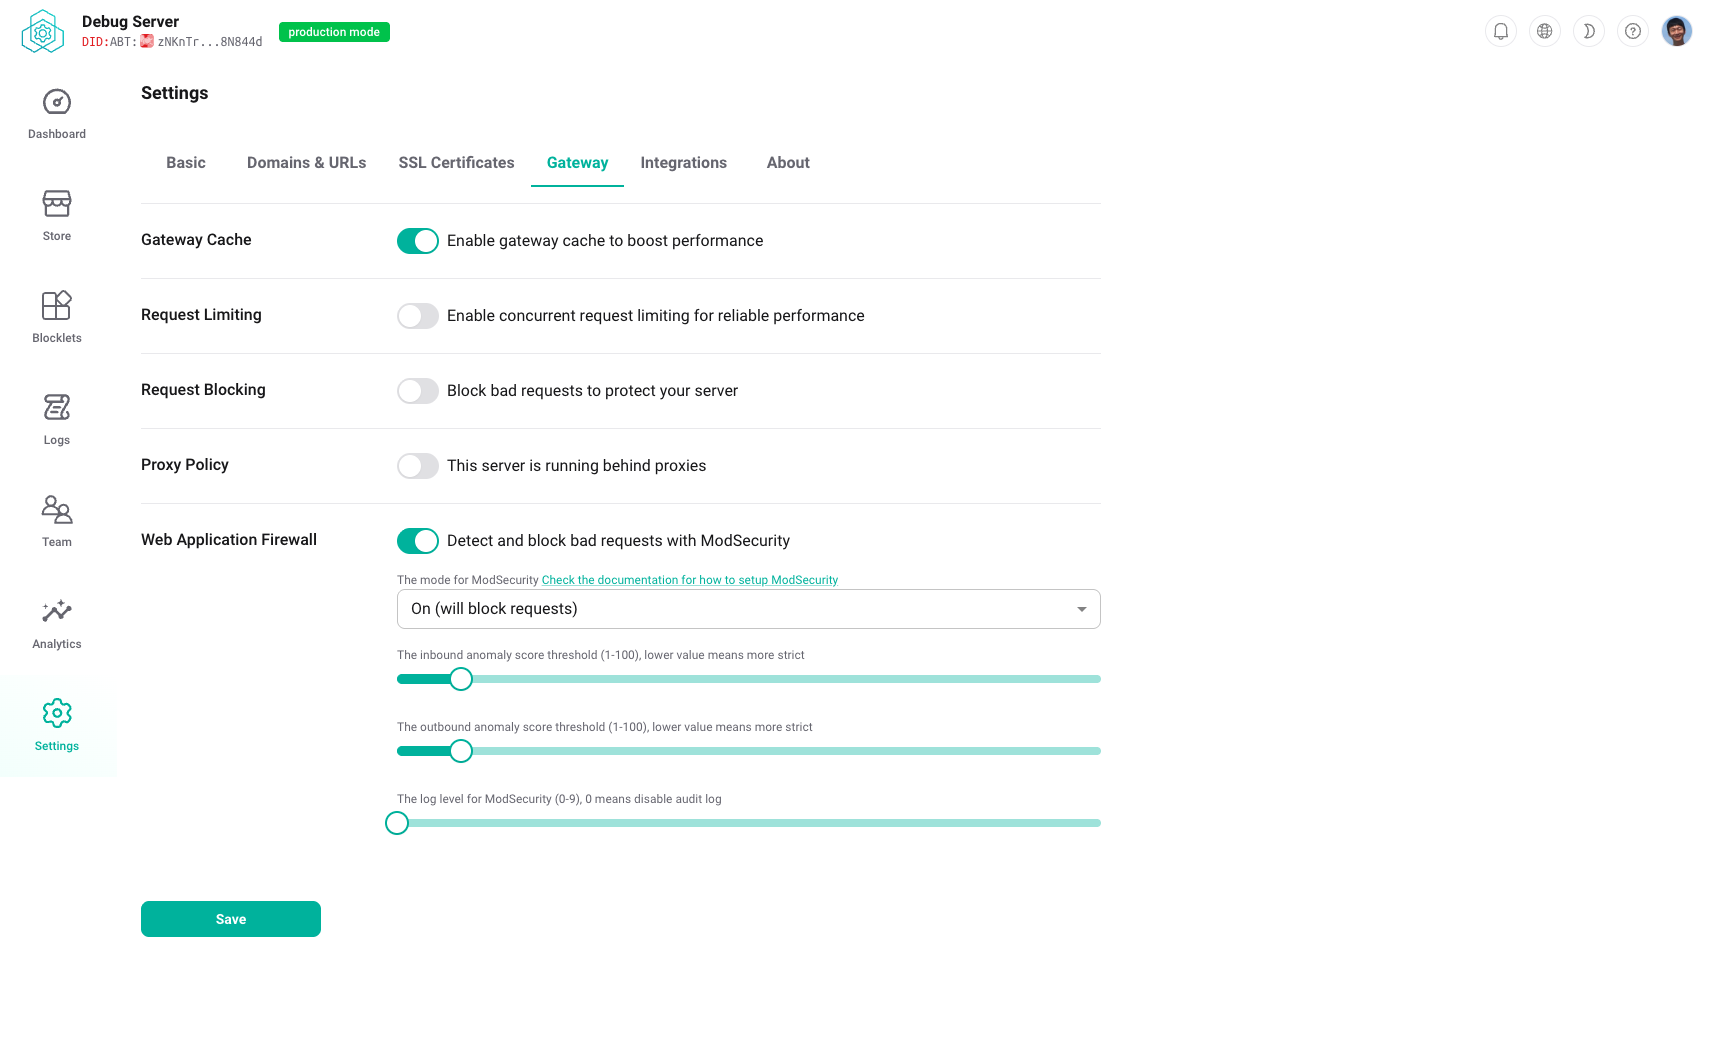 Debug Server
DID:ABT: zNKnTr...8N844d
production mode
Dashboard
Store
Blocklets
Logs
Team
Analytics
Settings
Settings
Basic
Domains & URLs
SSL Certificates
Gateway
Integrations
About
Gateway Cache
Enable gateway cache to boost performance
Request Limiting
Enable concurrent request limiting for reliable performance
Request Blocking
Block bad requests to protect your server
Proxy Policy
This server is running behind proxies
Web Application Firewall
Detect and block bad requests with ModSecurity
The mode for ModSecurity Check the documentation for how to setup ModSecurity
On (will block requests)
The inbound anomaly score threshold (1-100), lower value means more strict
The outbound anomaly score threshold (1-100), lower value means more strict
The log level for ModSecurity (0-9), 0 means disable audit log
Save